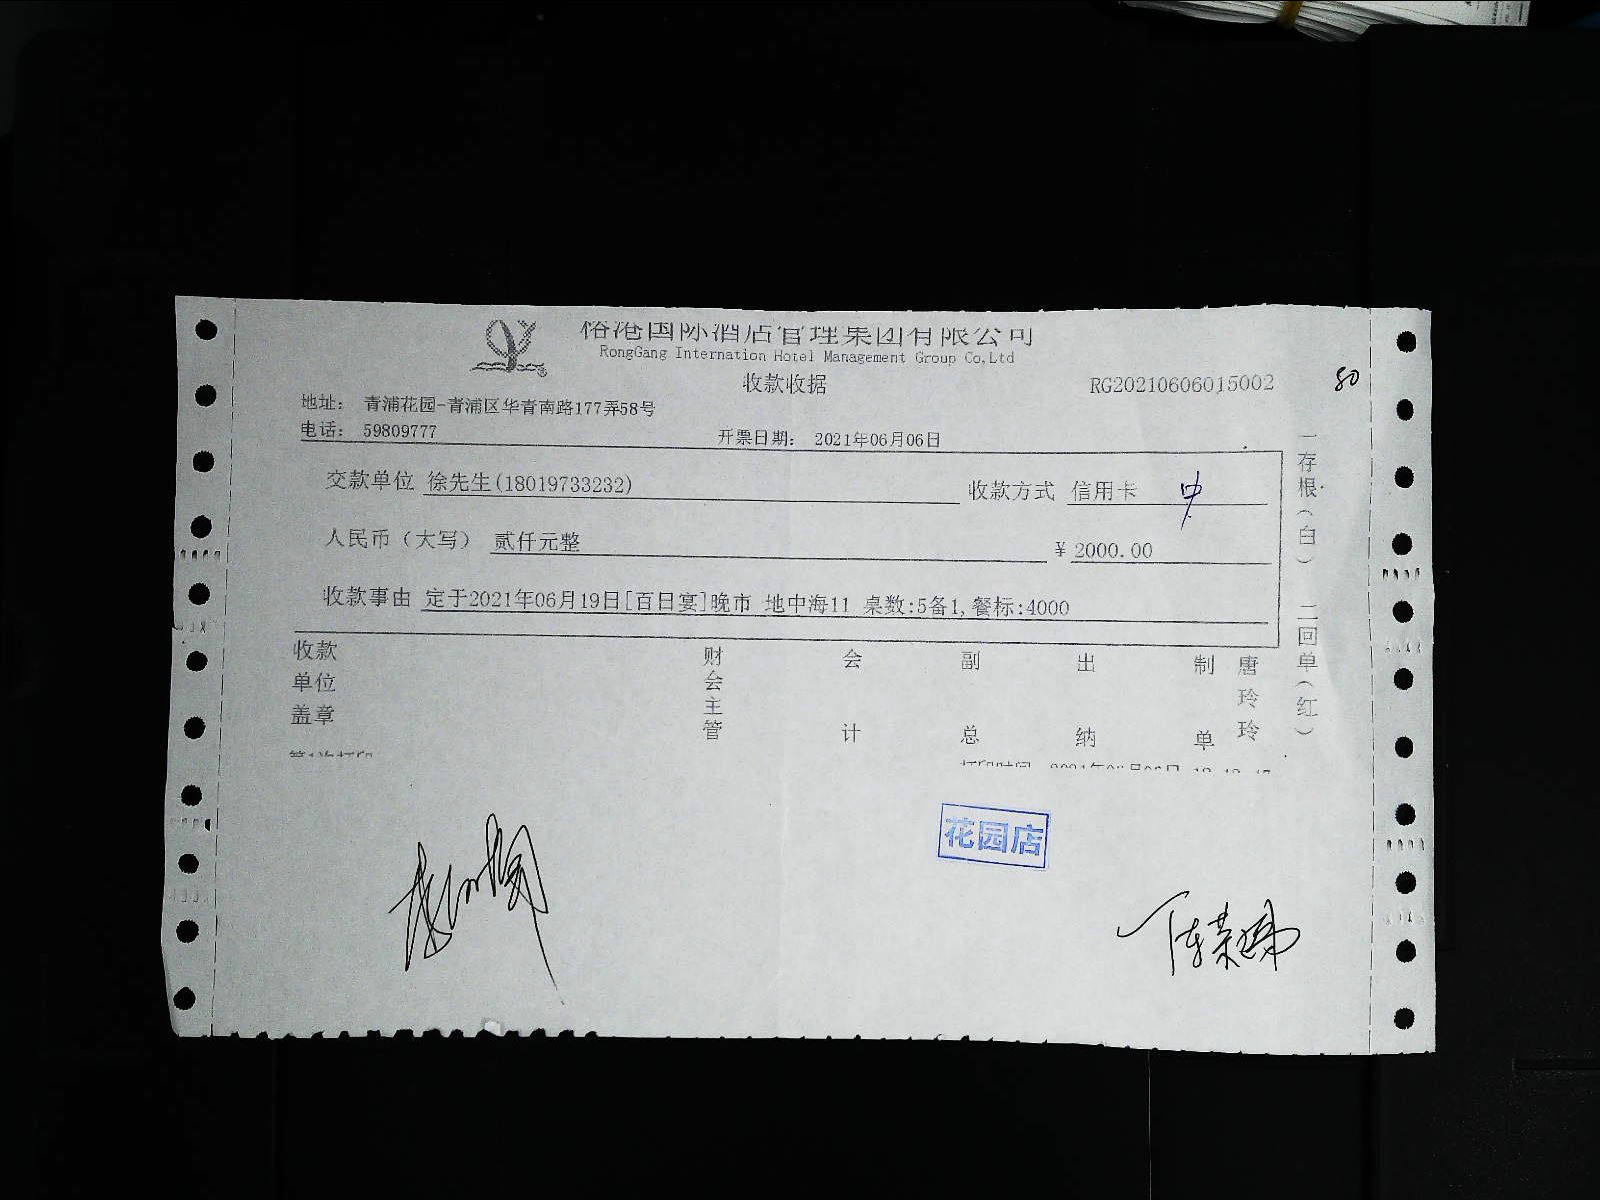 俗港国际酒店管理集团有限公司
RongGang Internation Hotel Management Group Co,Ltd
收款收据
RG20210606015002
80
地址： 青浦花园-青浦区华青南路177弄58号
电话： 59809777
开票日期： 2021年06月06日
交款单位 徐先生(18019733232)
收款方式 信用卡 中
人民币（大写） 贰仟元整
¥ 2000.00
收款事由 定于2021年06月19日[百日宴]晚市 地中海11 桌数:5备1,餐标:4000
一存根（白） 二回单（红）
收款单位盖章
财会主管
会计
副总
出纳
制单
唐玲玲
第1次打印
花园店